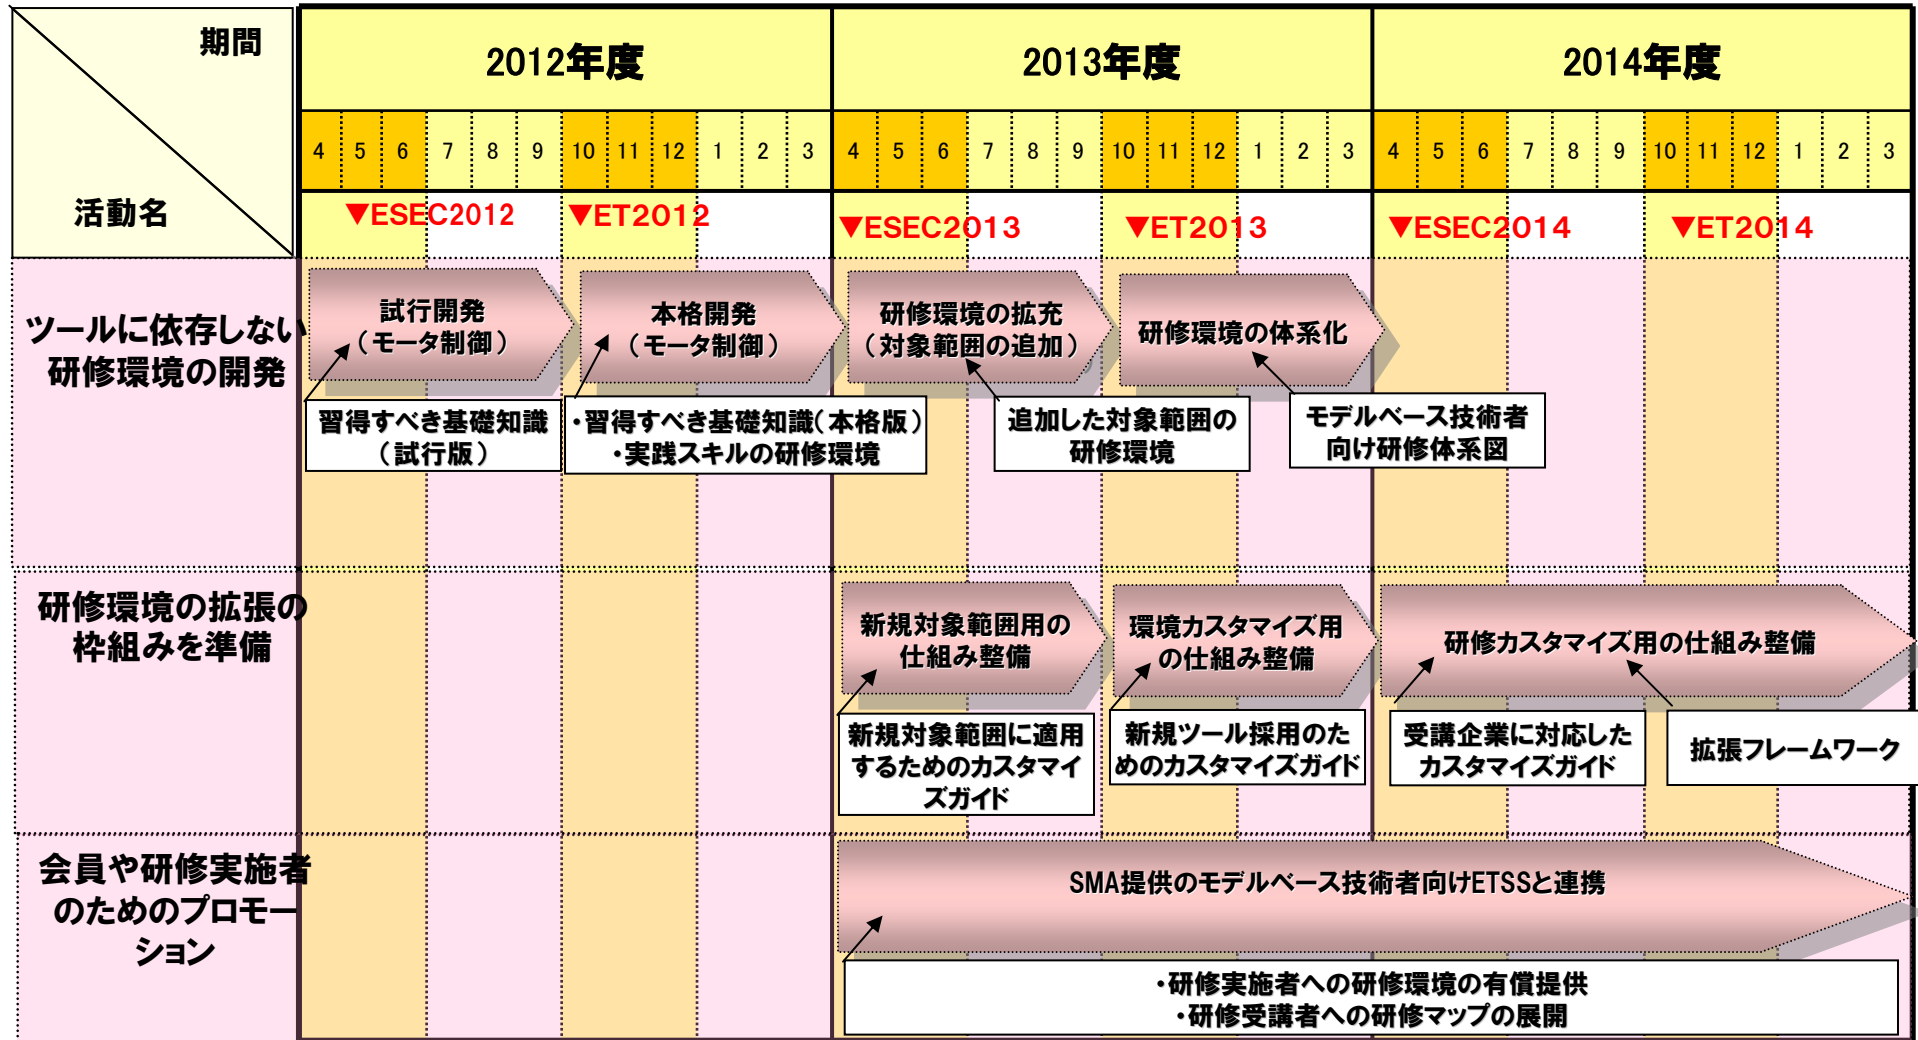 期間
活動名
2012年度
2013年度
2014年度
4 5 6 7 8 9 10 11 12 1 2 3 4 5 6 7 8 9 10 11 12 1 2 3 4 5 6 7 8 9 10 11 12 1 2 3
▼ESEC2012
▼ET2012
▼ESEC2013
▼ET2013
▼ESEC2014
▼ET2014
ツールに依存しない
研修環境の開発
試行開発
（モータ制御）
本格開発
（モータ制御）
研修環境の拡充
（対象範囲の追加）
研修環境の体系化
習得すべき基礎知識
（試行版）
・習得すべき基礎知識（本格版）
・実践スキルの研修環境
追加した対象範囲の
研修環境
モデルベース技術者
向け研修体系図
研修環境の拡張の
枠組みを準備
新規対象範囲用の
仕組み整備
環境カスタマイズ用
の仕組み整備
研修カスタマイズ用の仕組み整備
新規対象範囲に適用
するためのカスタマイ
ズガイド
新規ツール採用のた
めのカスタマイズガイド
受講企業に対応した
カスタマイズガイド
拡張フレームワーク
会員や研修実施者
のためのプロモー
ション
SMA提供のモデルベース技術者向けETSSと連携
・研修実施者への研修環境の有償提供
・研修受講者への研修マップの展開